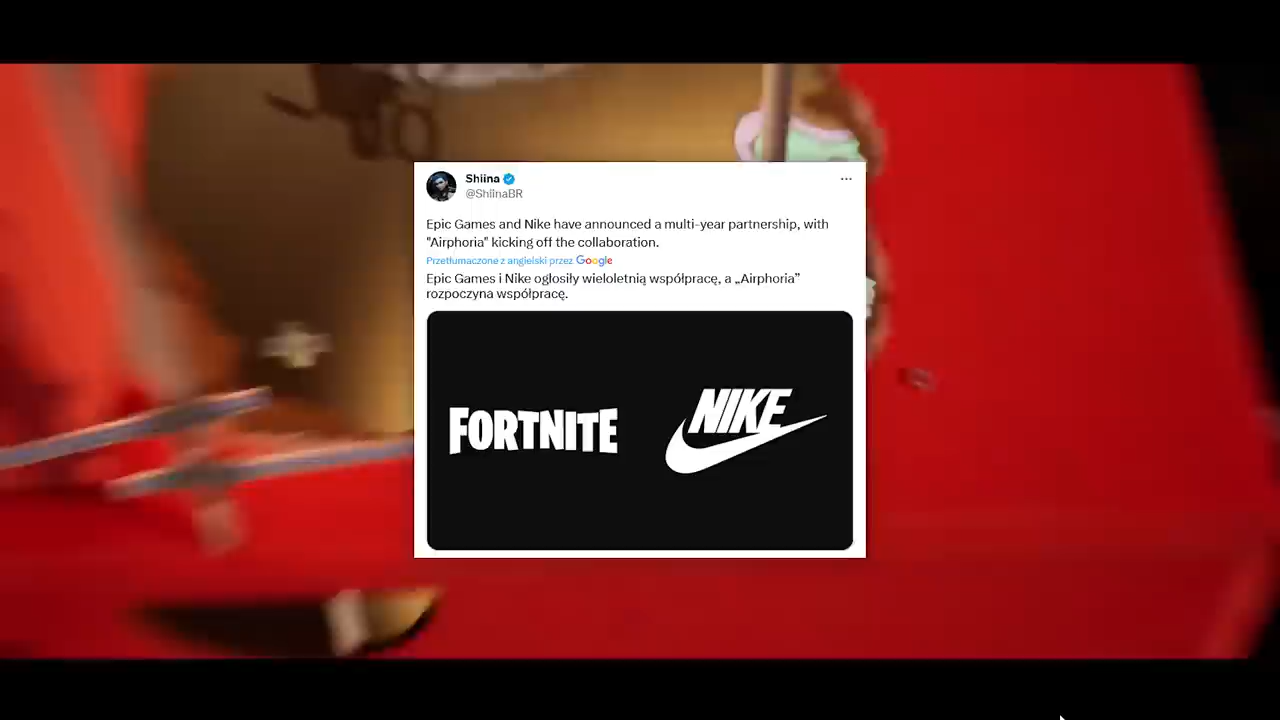 Shiina
@ShiinaBR
Epic Games and Nike have announced a multi-year partnership, with
"Airphoria" kicking off the collaboration.
Przetłumaczone z angielski przez Google
Epic Games i Nike ogłosiły wieloletnią współpracę, a „Airphoria”
rozpoczyna współpracę.
FORTNITE
NIKE